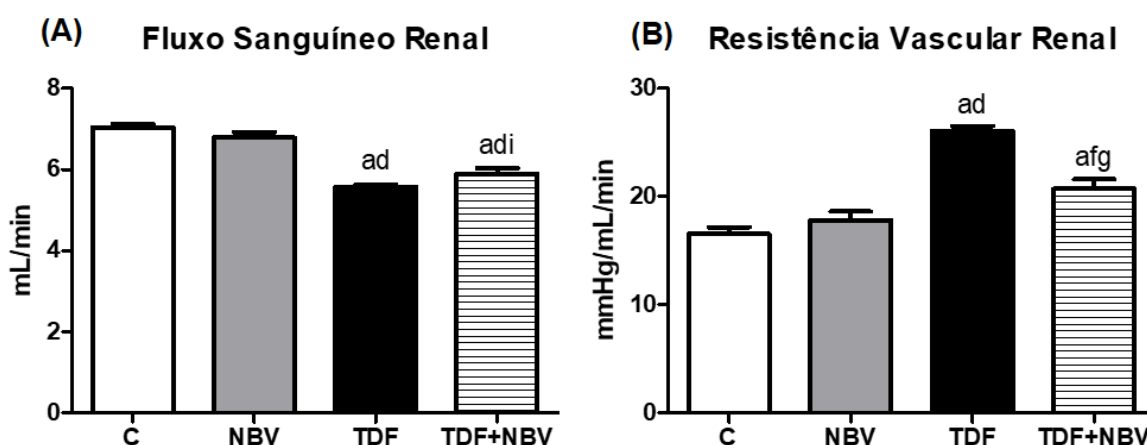 (A) Fluxo Sanguíneo Renal
8
6
4
2
0
mL/min
ad
adi
C NBV TDF TDF+NBV
(B) Resistência Vascular Renal
30
20
10
0
mmHg/mL/min
ad
afg
C NBV TDF TDF+NBV